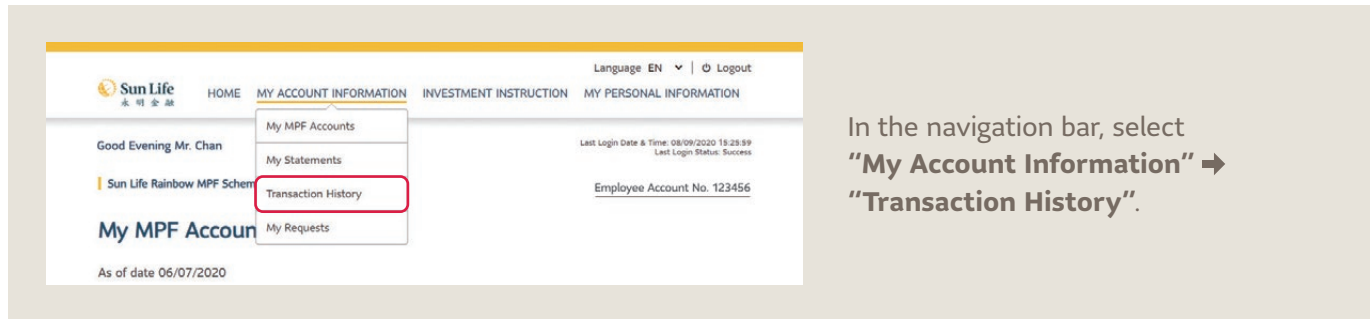 Language EN | Logout
Sun Life
永明金融
HOME MY ACCOUNT INFORMATION INVESTMENT INSTRUCTION MY PERSONAL INFORMATION
My MPF Accounts
My Statements
Transaction History
My Requests
Good Evening Mr. Chan
Last Login Date & Time: 08/09/2020 15:25:59
Last Login Status: Success
Sun Life Rainbow MPF Schem
Employee Account No. 123456
My MPF Accoun
As of date 06/07/2020
In the navigation bar, select
"My Account Information" ➔
"Transaction History".